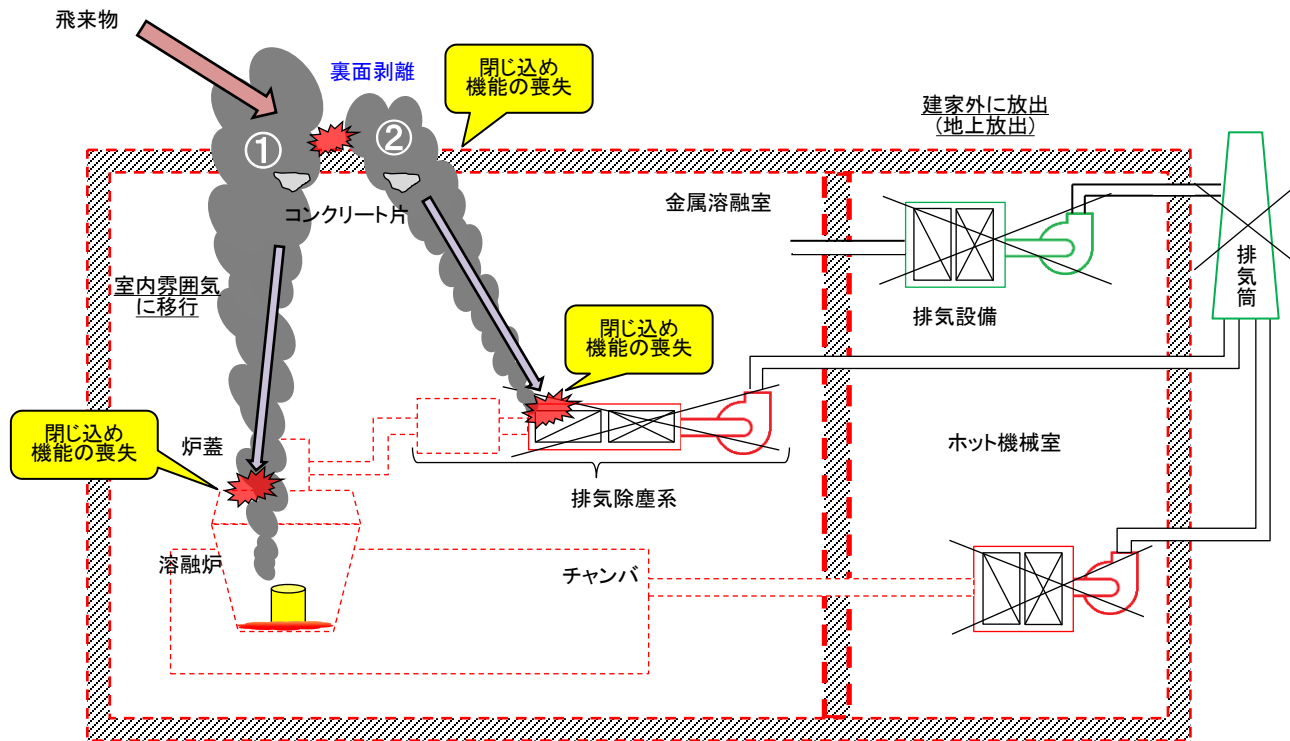 飛来物
裏面剥離
閉じ込め
機能の喪失
建家外に放出
(地上放出)
①
②
コンクリート片
金属溶融室
室内雰囲気
に移行
排気設備
排気筒
閉じ込め
機能の喪失
閉じ込め
機能の喪失
炉蓋
排気除塵系
ホット機械室
溶融炉
チャンバ